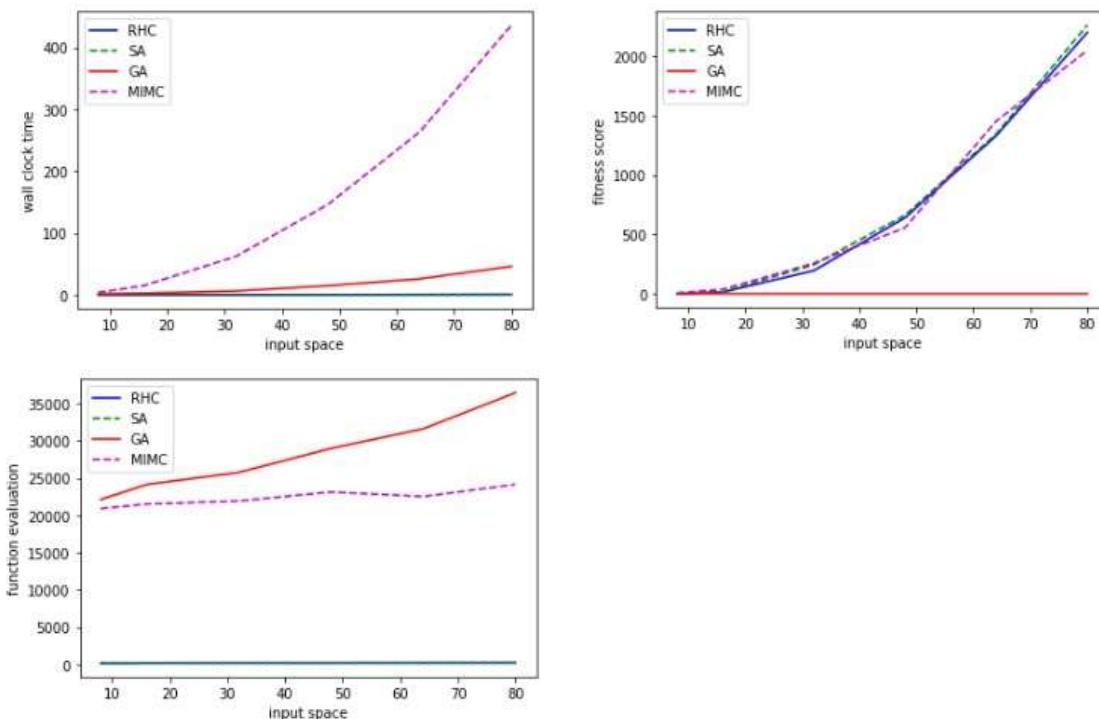 wall clock time
400
300
200
100
0
RHC
SA
GA
MIMC
10 20 30 40 50 60 70 80
input space
fitness score
2000
1500
1000
500
0
RHC
SA
GA
MIMC
10 20 30 40 50 60 70 80
input space
function evaluation
35000
30000
25000
20000
15000
10000
5000
0
RHC
SA
GA
MIMC
10 20 30 40 50 60 70 80
input space